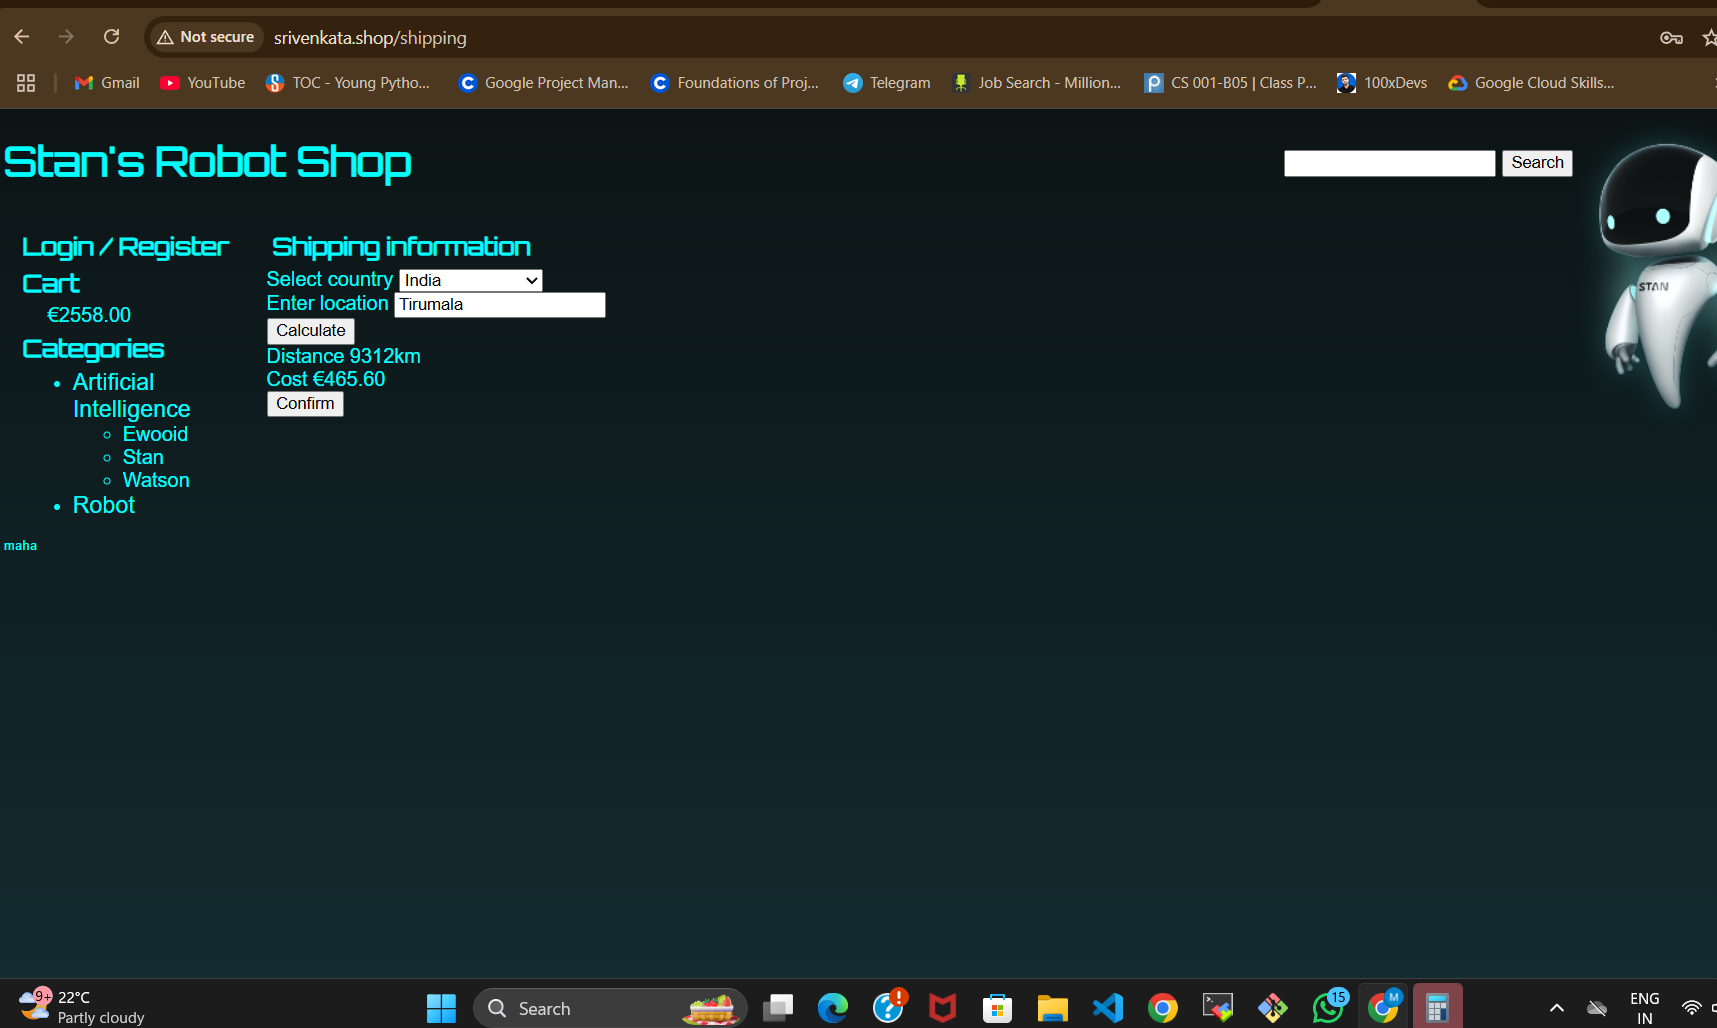 Not secure
srivenkata.shop/shipping
Gmail
YouTube
TOC - Young Pytho...
Google Project Man...
Foundations of Proj...
Telegram
Job Search - Million...
CS 001-B05 | Class P...
100xDevs
Google Cloud Skills...
Stan's Robot Shop
Search
STAN
Login / Register
Cart
€2558.00
Categories
Artificial
Intelligence
Ewooid
Stan
Watson
Robot
Shipping information
Select country India
Enter location Tirumala
Calculate
Distance 9312km
Cost €465.60
Confirm
maha
9+
22°C
Partly cloudy
Search
15
M
ENG
IN